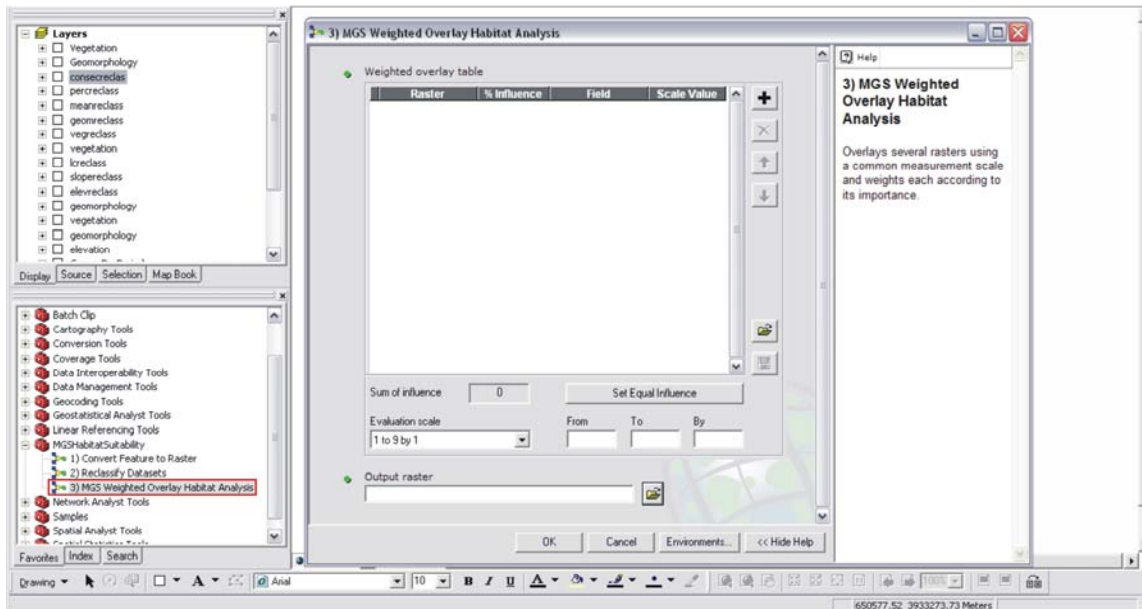 Layers
Vegetation
Geomorphology
consecreclas
percreclass
meanreclass
geomreclass
vegreclass
vegetation
lcreclass
slopereclass
elevreclass
geomorphology
vegetation
geomorphology
elevation
Display Source Selection Map Book
Batch Clip
Cartography Tools
Conversion Tools
Coverage Tools
Data Interoperability Tools
Data Management Tools
Geocoding Tools
Geostatistical Analyst Tools
Linear Referencing Tools
MGSHabitatSuitability
1) Convert Feature to Raster
2) Reclassify Datasets
3) MGS Weighted Overlay Habitat Analysis
Network Analyst Tools
Samples
Spatial Analyst Tools
Spatial Statistics Tools
Favorites Index Search
3) MGS Weighted Overlay Habitat Analysis
Weighted overlay table
Raster % Influence Field Scale Value
Sum of influence 0 Set Equal Influence
Evaluation scale From To By
1 to 9 by 1
Output raster
OK Cancel Environments... << Hide Help
Help
3) MGS Weighted Overlay Habitat Analysis
Overlays several rasters using
a common measurement scale
and weights each according to
its importance.
Drawing A Arial 10 B I U A 100%
650577.52 3933273.73 Meters